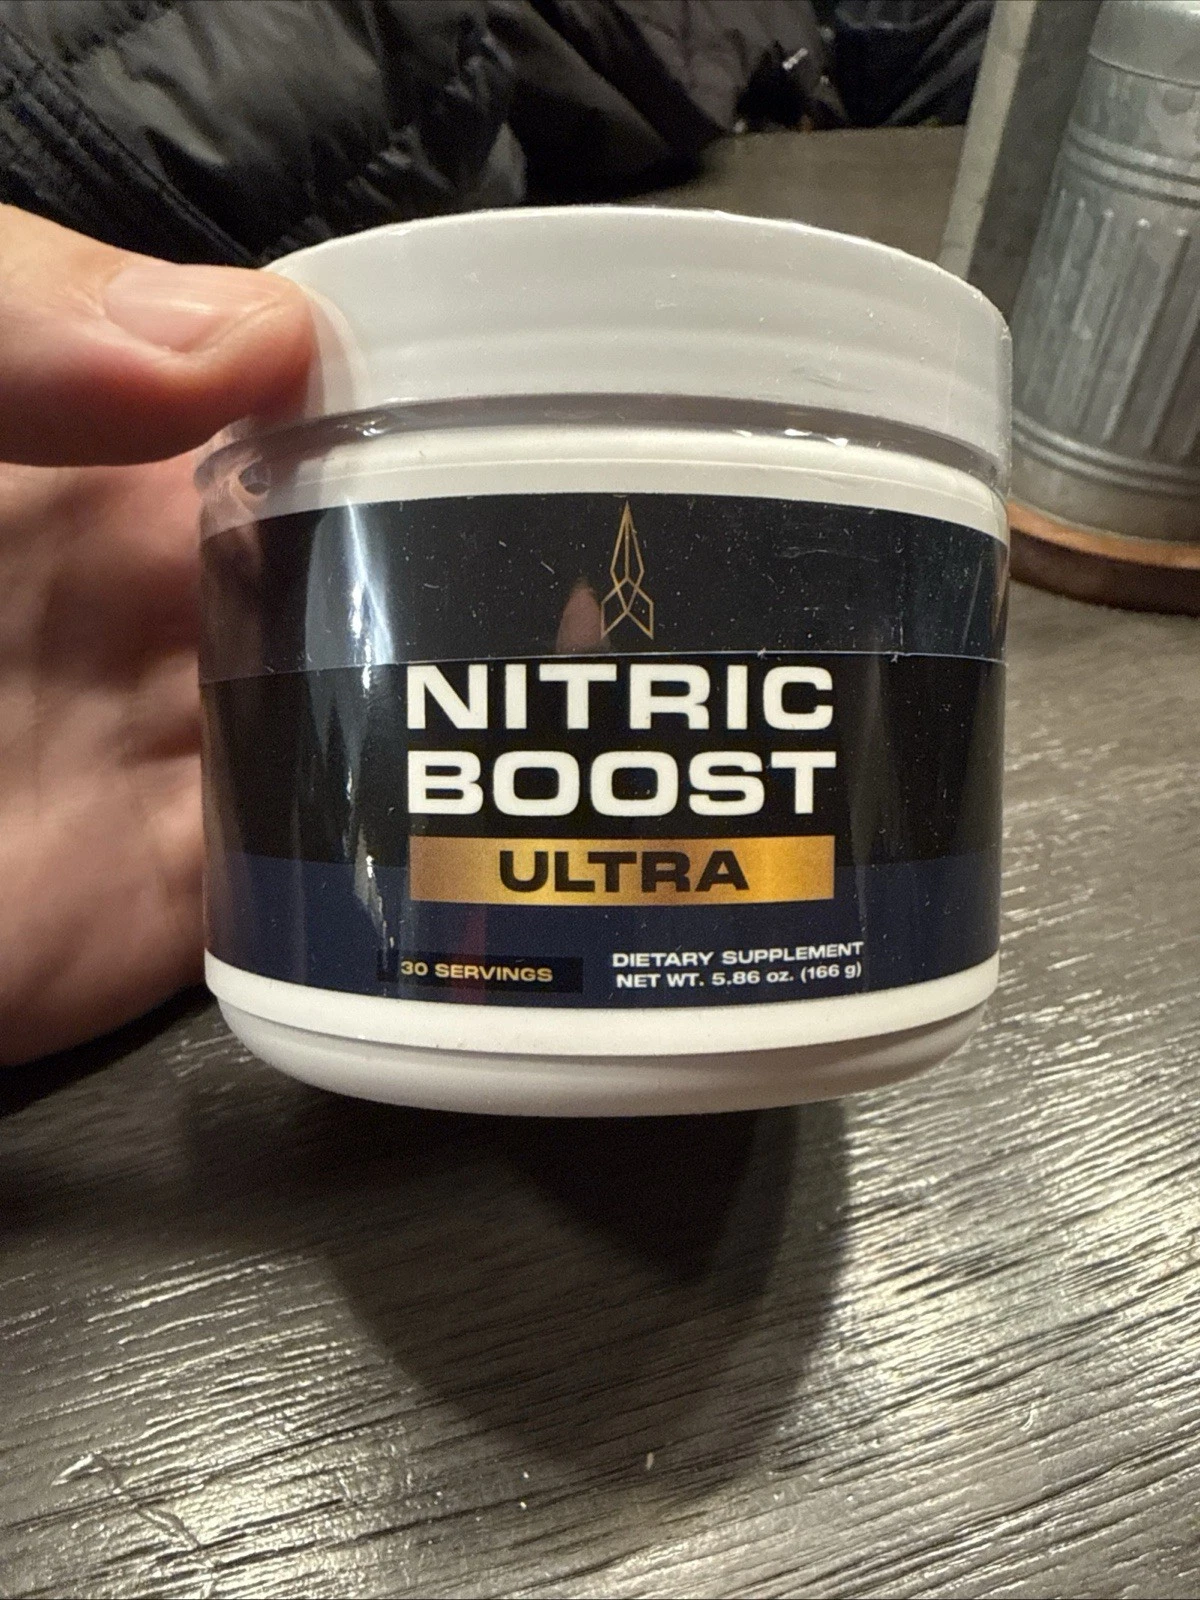 NITRIC
BOOST
ULTRA
30 SERVINGS
DIETARY SUPPLEMENT
NET WT. 5.86 oz. (166 g)